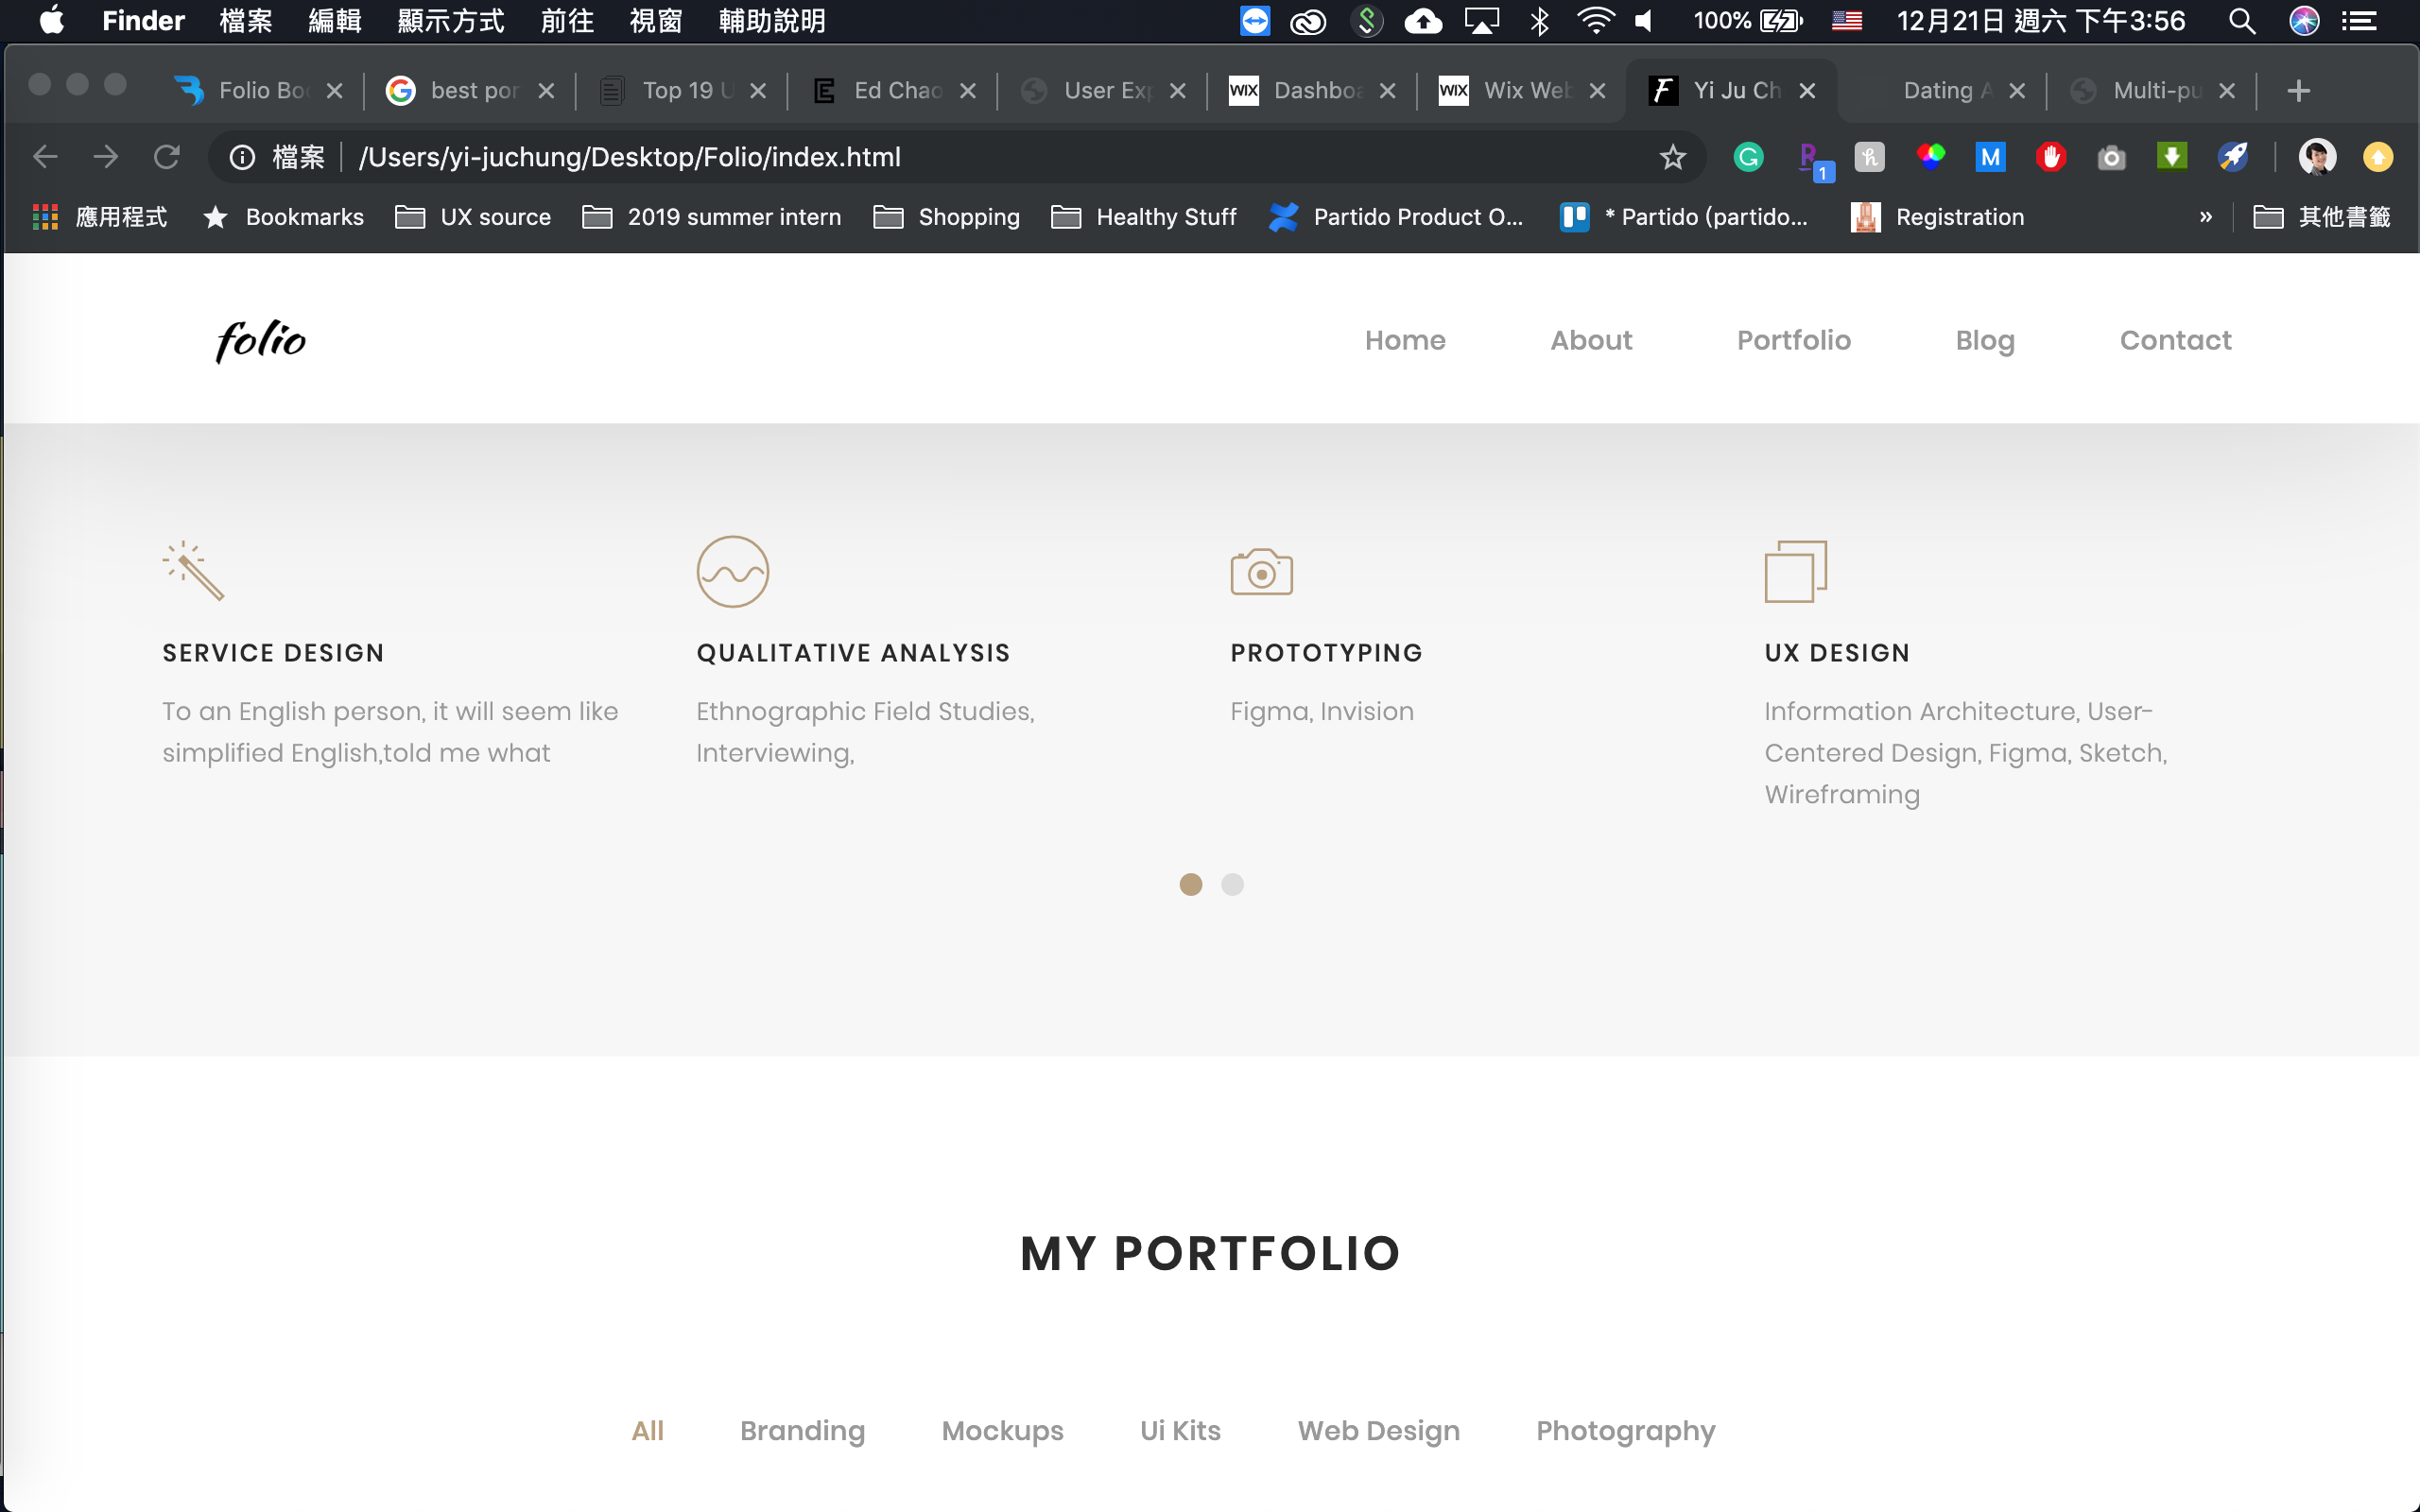 Finder 檔案 編輯 顯示方式 前往 視窗 輔助說明 100% 12月21日 週六 下午3:56
Folio Bo best por Top 19 U Ed Chao User Exp Dashboa Wix Web Yi Ju Ch Dating A Multi-pu
檔案 /Users/yi-juchung/Desktop/Folio/index.html 1
應用程式 Bookmarks UX source 2019 summer intern Shopping Healthy Stuff Partido Product O... * Partido (partido... Registration » 其他書籤
folio Home About Portfolio Blog Contact
SERVICE DESIGN
To an English person, it will seem like
simplified English,told me what
QUALITATIVE ANALYSIS
Ethnographic Field Studies,
Interviewing,
PROTOTYPING
Figma, Invision
UX DESIGN
Information Architecture, User-
Centered Design, Figma, Sketch,
Wireframing
MY PORTFOLIO
All Branding Mockups Ui Kits Web Design Photography